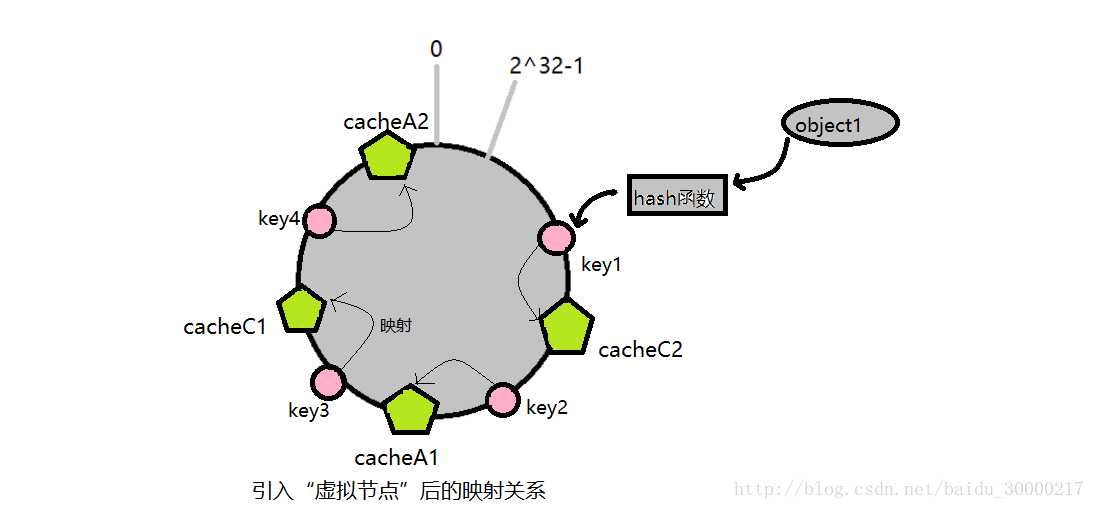 0
2^32-1
cacheA2
object1
hash函数
key4
key1
cacheC1
映射
cacheC2
key3
key2
cacheA1
引入“虚拟节点”后的映射关系
http://blog.csdn.net/baidu_30000217